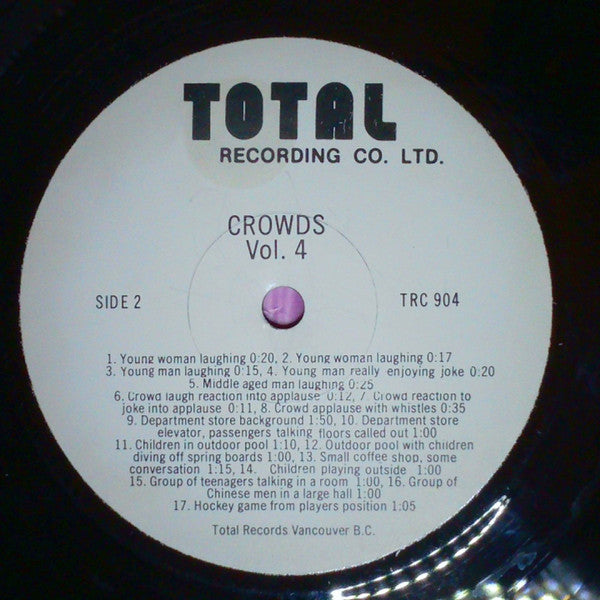 TOTAL
RECORDING CO. LTD.
CROWDS
Vol. 4
SIDE 2
TRC 904
1. Young woman laughing 0:20, 2. Young woman laughing 0:17
3. Young man laughing 0:15, 4. Young man really enjoying joke 0:20
5. Middle aged man laughing 0:25
6. Crowd laugh reaction into applause 0:12, 7. Crowd reaction to
joke into applause 0:11, 8. Crowd applause with whistles 0:35
9. Department store background 1:50, 10. Department store
elevator, passengers talking floors called out 1:00
11. Children in outdoor pool 1:10, 12. Outdoor pool with children
diving off spring boards 1:00, 13. Small coffee shop, some
conversation 1:15, 14. Children playing outside 1:00
15. Group of teenagers talking in a room 1:00, 16. Group of
Chinese men in a large hall 1:00
17. Hockey game from players position 1:05
Total Records Vancouver B.C.